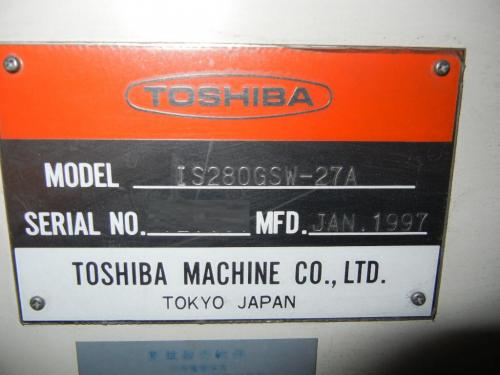 TOSHIBA
MODEL IS280GSW-27A
SERIAL NO. MFD. JAN. 1997
TOSHIBA MACHINE CO., LTD.
TOKYO JAPAN